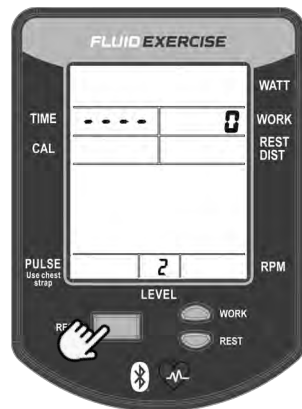 FLUID EXERCISE
WATT
TIME - - - - 0 WORK
CAL REST
DIST
PULSE 2 RPM
Use chest
strap
LEVEL
WORK
REST